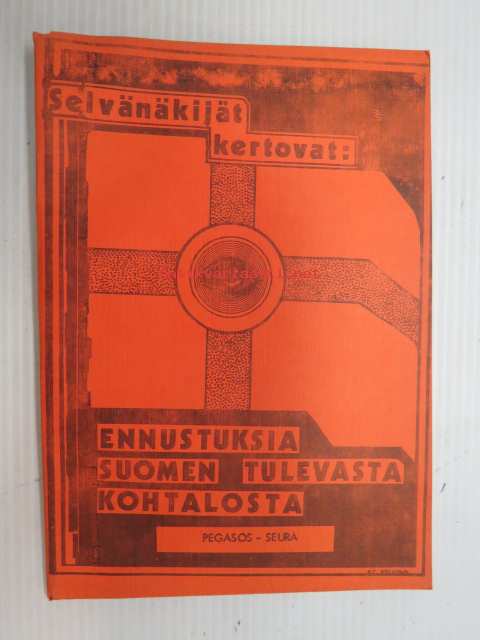 Selvänäkijät
kertovat:
ENNUSTUKSIA
SUOMEN TULEVASTA
KOHTALOSTA
PEGASOS - SEURA